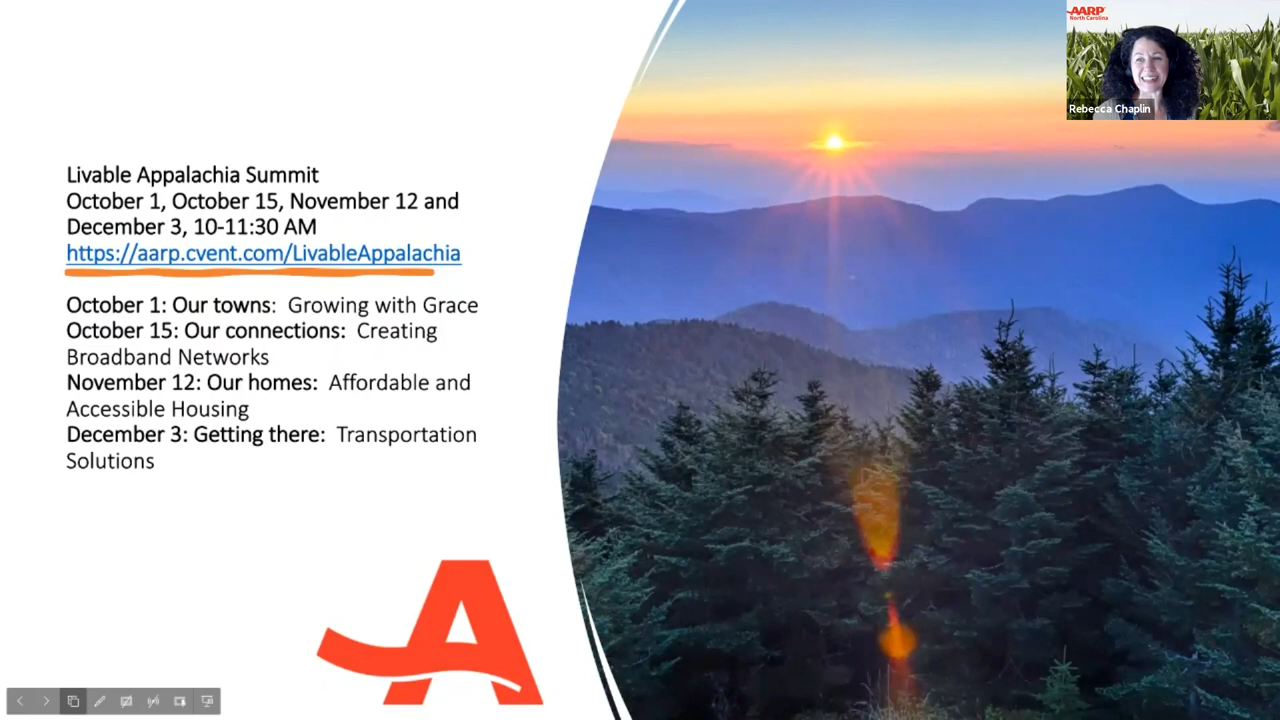 Livable Appalachia Summit
October 1, October 15, November 12 and
December 3, 10-11:30 AM
https://aarp.cvent.com/LivableAppalachia
October 1: Our towns: Growing with Grace
October 15: Our connections: Creating
Broadband Networks
November 12: Our homes: Affordable and
Accessible Housing
December 3: Getting there: Transportation
Solutions
AARP
North Carolina
Rebecca Chaplin